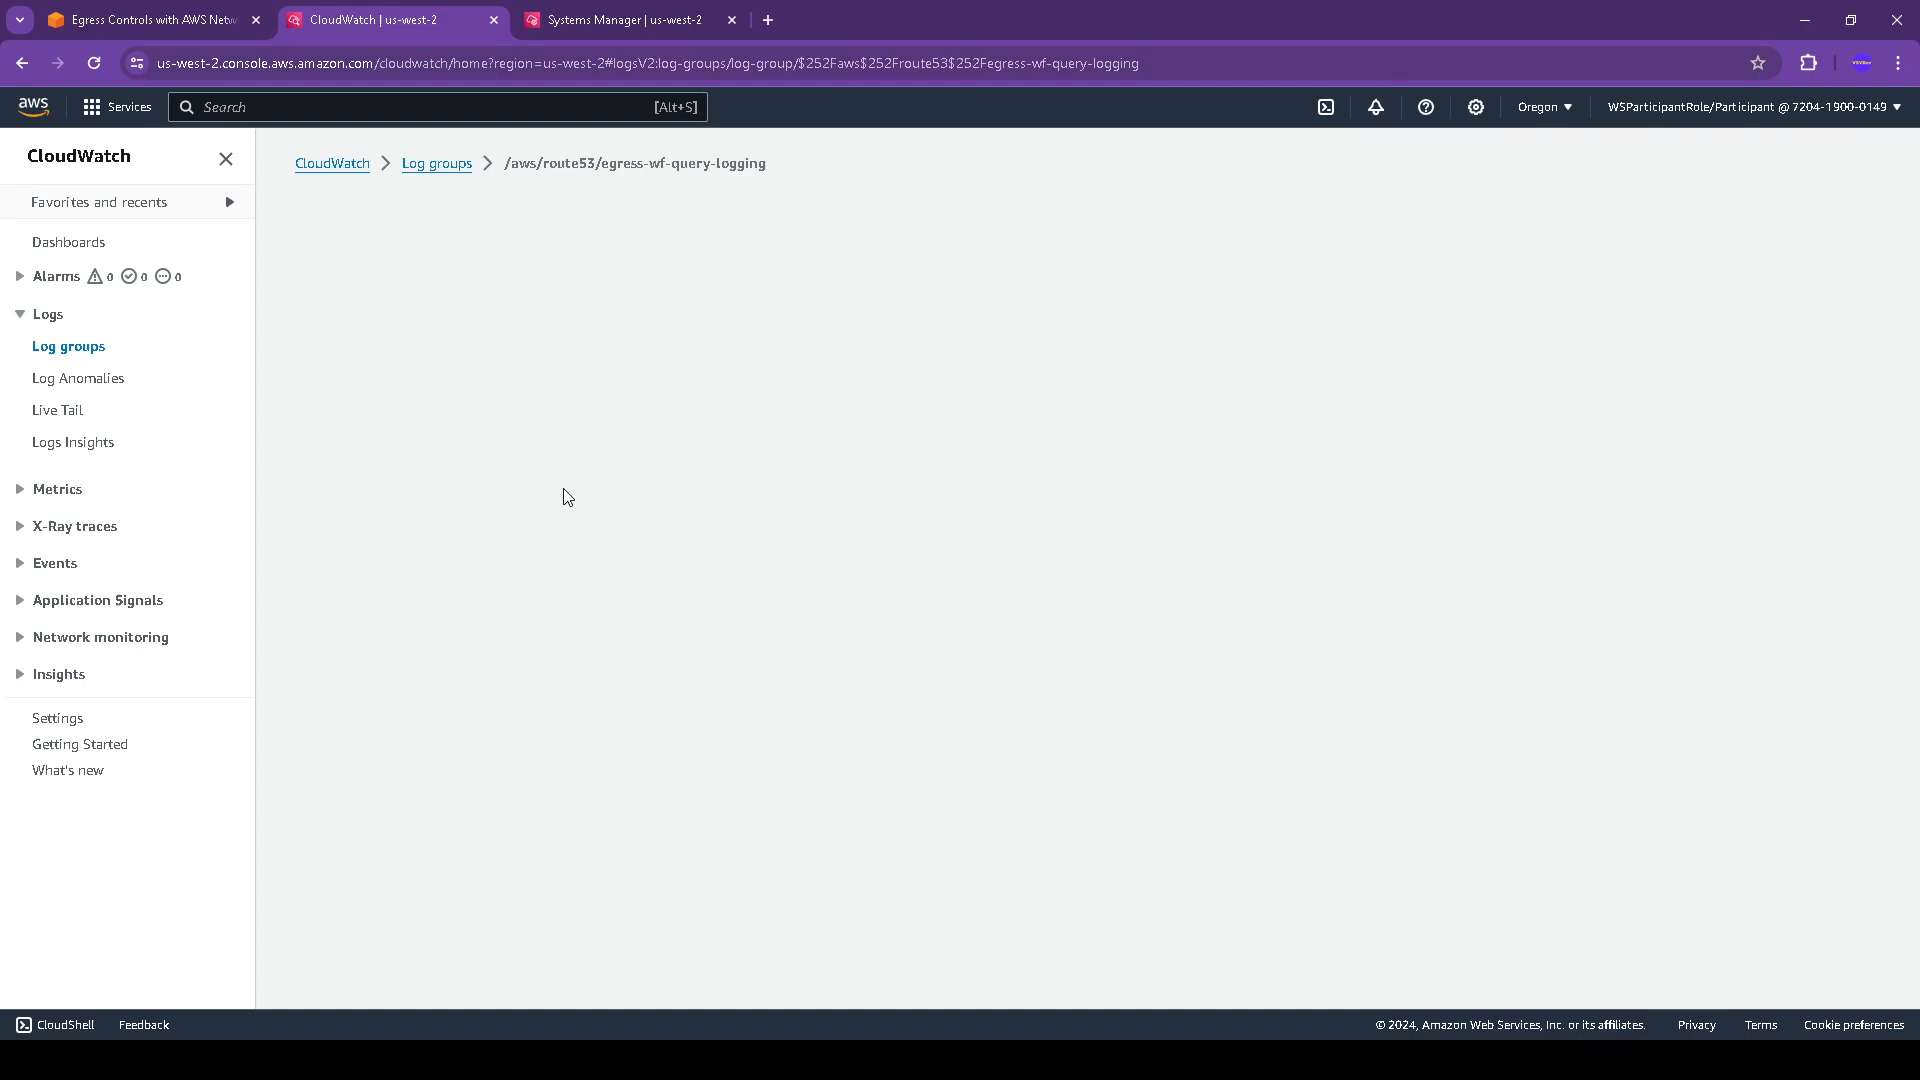 Egress Controls with AWS Netw
CloudWatch | us-west-2
Systems Manager | us-west-2
us-west-2.console.aws.amazon.com/cloudwatch/home?region=us-west-2#logsV2:log-groups/log-group/$252Faws$252Froute53$252Fegress-wf-query-logging
aws
Services
Search
[Alt+S]
Oregon
WSParticipantRole/Participant @ 7204-1900-0149
CloudWatch
Favorites and recents
Dashboards
Alarms 0 0 0
Logs
Log groups
Log Anomalies
Live Tail
Logs Insights
Metrics
X-Ray traces
Events
Application Signals
Network monitoring
Insights
Settings
Getting Started
What's new
CloudWatch
Log groups
/aws/route53/egress-wf-query-logging
CloudShell
Feedback
© 2024, Amazon Web Services, Inc. or its affiliates.
Privacy
Terms
Cookie preferences